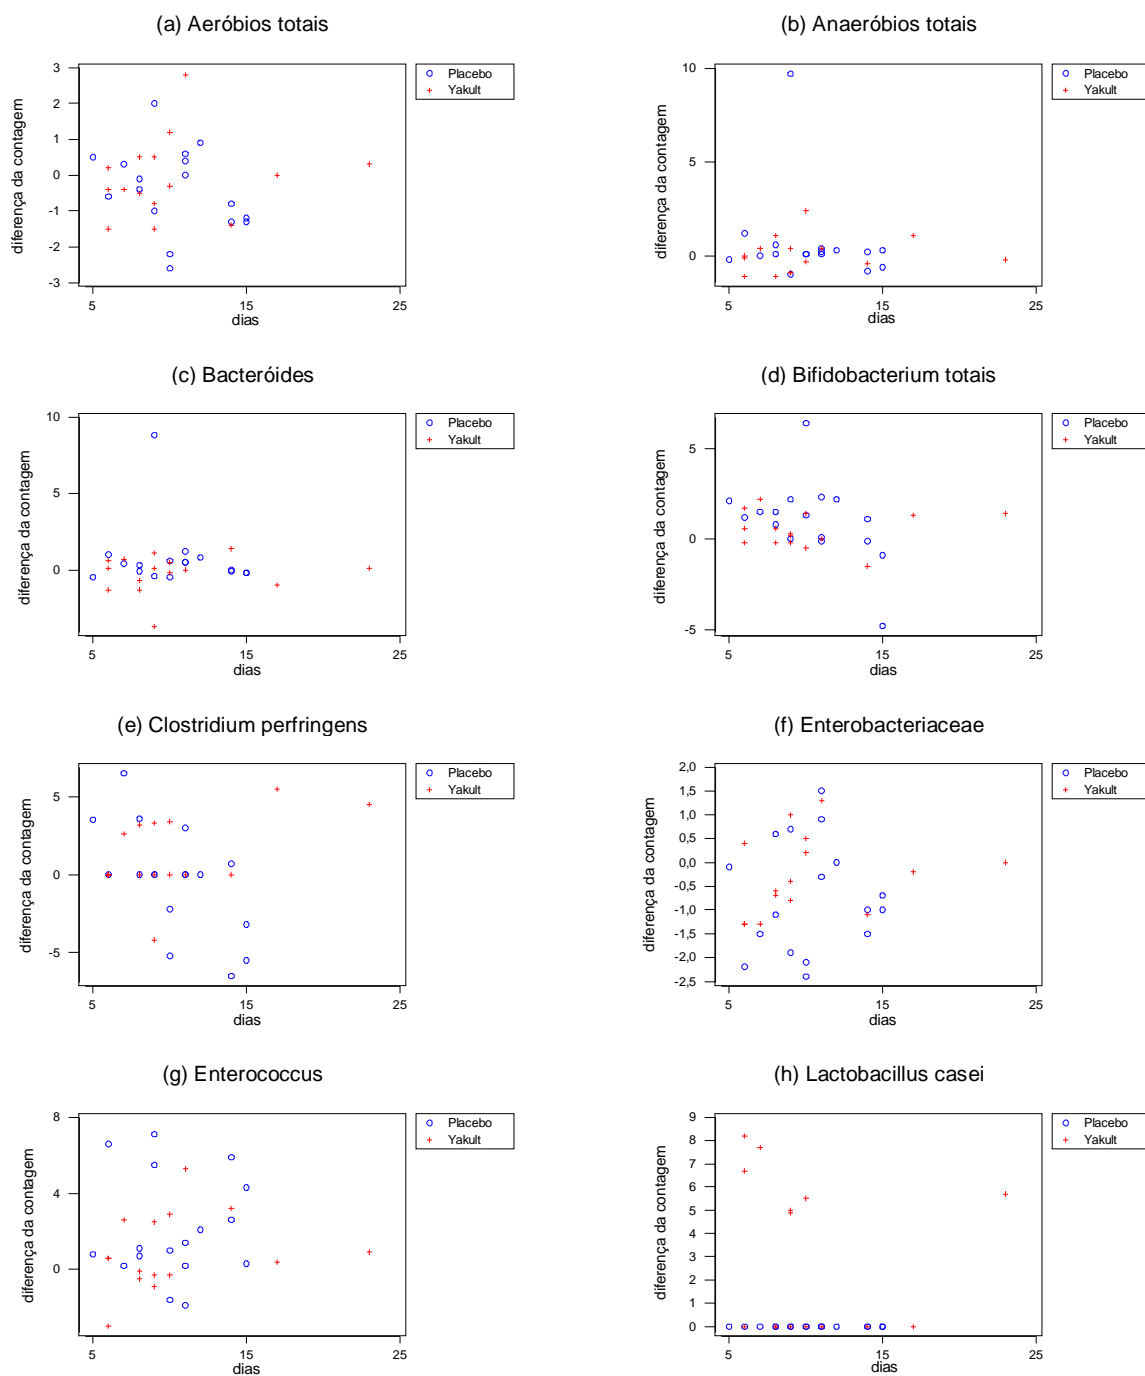 (a) Aeróbios totais
3
2
1
0
-1
-2
-3
diferença da contagem
5
15
25
dias
Placebo
Yakult
(b) Anaeróbios totais
10
5
0
diferença da contagem
5
15
25
dias
Placebo
Yakult
(c) Bacteróides
10
5
0
diferença da contagem
5
15
25
dias
Placebo
Yakult
(d) Bifidobacterium totais
5
0
-5
diferença da contagem
5
15
25
dias
Placebo
Yakult
(e) Clostridium perfringens
5
0
-5
diferença da contagem
5
15
25
dias
Placebo
Yakult
(f) Enterobacteriaceae
2,0
1,5
1,0
0,5
0,0
-0,5
-1,0
-1,5
-2,0
-2,5
diferença da contagem
5
15
25
dias
Placebo
Yakult
(g) Enterococcus
8
4
0
diferença da contagem
5
15
25
dias
Placebo
Yakult
(h) Lactobacillus casei
9
8
7
6
5
4
3
2
1
0
diferença da contagem
5
15
25
dias
Placebo
Yakult